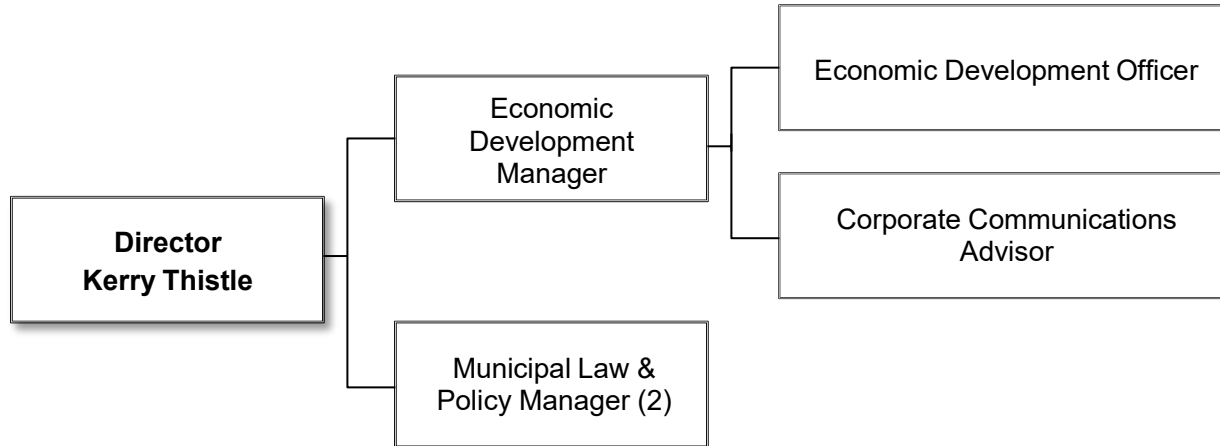 Economic Development Officer
Economic
Development
Manager
Corporate Communications
Advisor
Director
Kerry Thistle
Municipal Law &
Policy Manager (2)